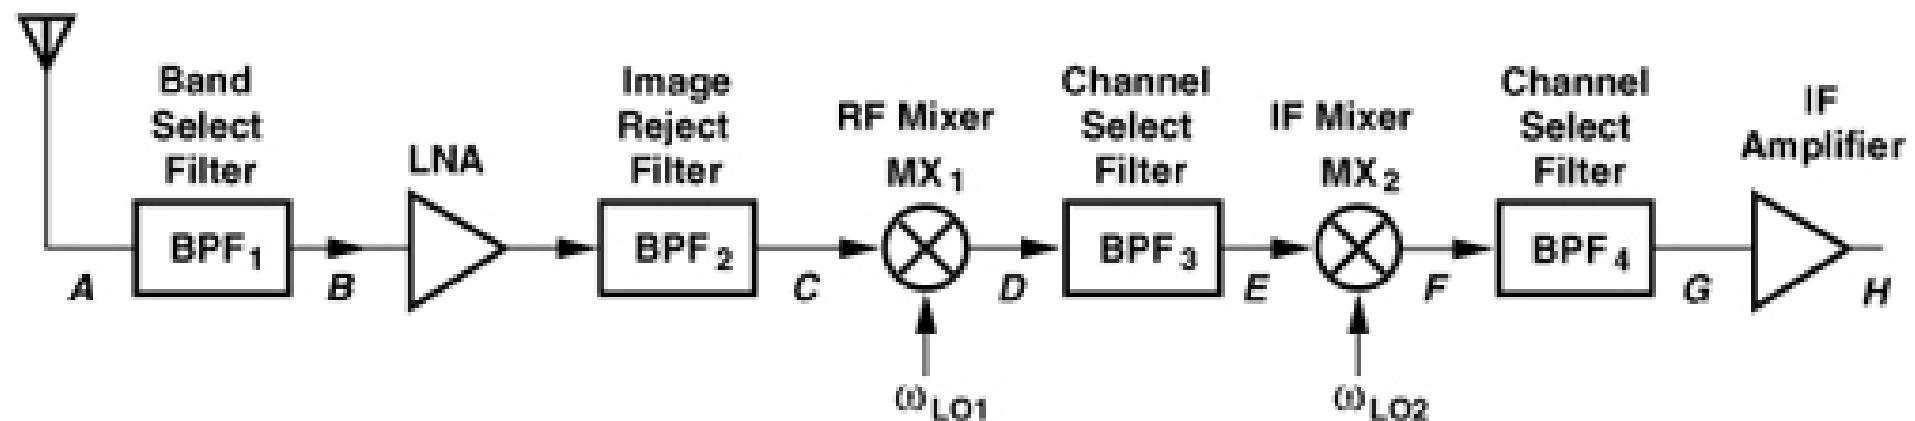 Band
Select
Filter
LNA
Image
Reject
Filter
RF Mixer
MX1
Channel
Select
Filter
IF Mixer
MX2
Channel
Select
Filter
IF
Amplifier
BPF1
BPF2
BPF3
BPF4
A
B
C
D
E
F
G
H
ωLO1
ωLO2